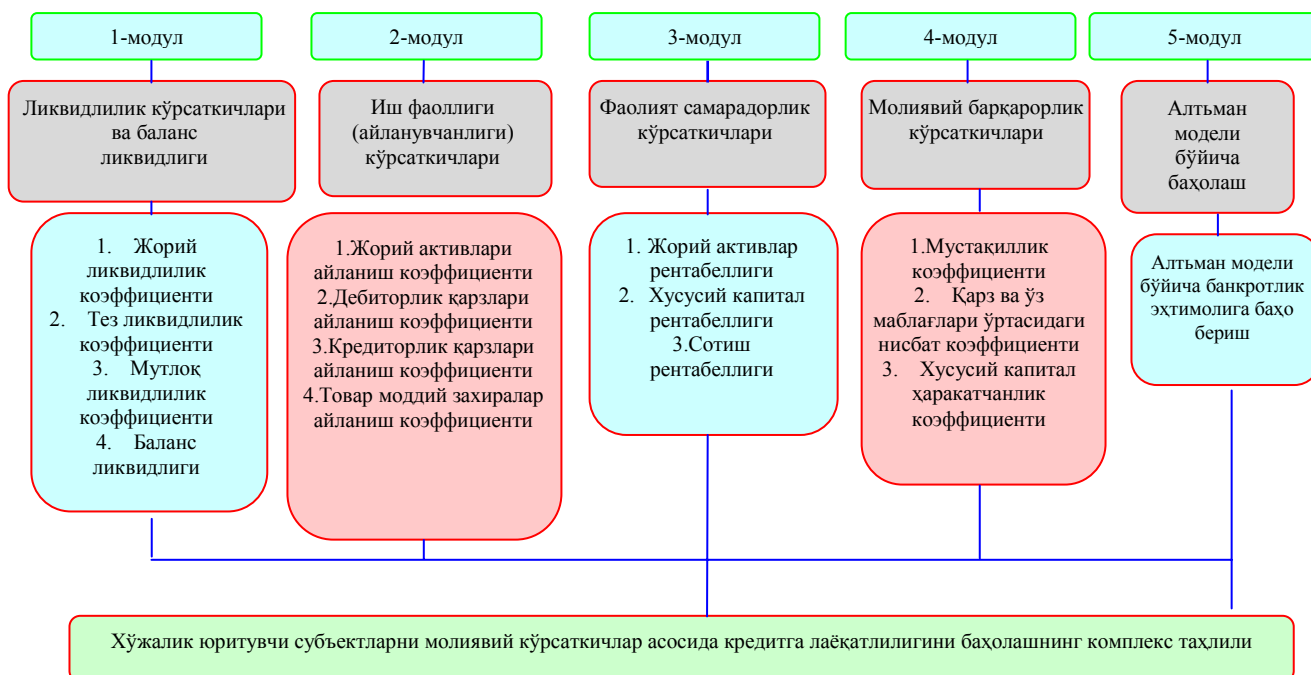 1-модул
2-модул
3-модул
4-модул
5-модул
Ликвидлилик кўрсаткичлари
ва баланс
ликвидлиги
Иш фаоллиги
(айланувчанлиги)
кўрсаткичлари
Фаолият самарадорлик
кўрсаткичлари
Молиявий барқарорлик
кўрсаткичлари
Алтьман
модели
бўйича
баҳолаш
1. Жорий
ликвидлилик
коэффициенти
2. Тез ликвидлилик
коэффициенти
3. Мутлоқ
ликвидлилик
коэффициенти
4. Баланс
ликвидлиги
1.Жорий активлари
айланиш коэффициенти
2.Дебиторлик қарзлари
айланиш коэффициенти
3.Кредиторлик қарзлари
айланиш коэффициенти
4.Товар моддий захиралар
айланиш коэффициенти
1. Жорий активлар
рентабеллиги
2. Хусусий капитал
рентабеллиги
3.Сотиш
рентабеллиги
1.Мустақиллик
коэффициенти
2. Қарз ва ўз
маблағлари ўртасидаги
нисбат коэффициенти
3. Хусусий капитал
ҳаракатчанлик
коэффициенти
Алтьман модели
бўйича банкротлик
эҳтимолига баҳо
бериш
Хўжалик юритувчи субъектларни молиявий кўрсаткичлар асосида кредитга лаёқатлилигини баҳолашнинг комплекс таҳлили